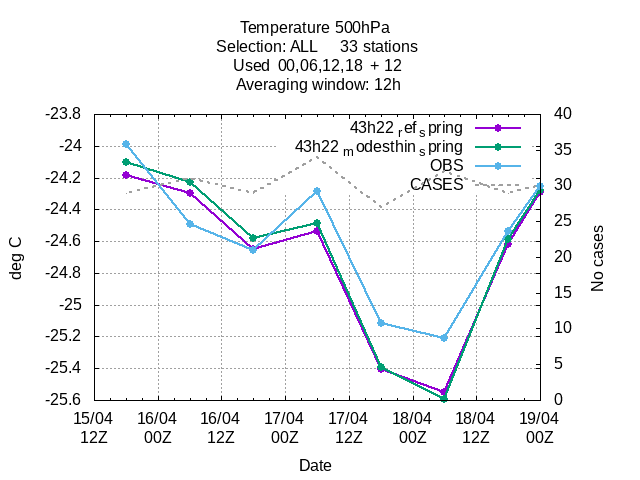 Temperature 500hPa
Selection: ALL 33 stations
Used 00,06,12,18 + 12
Averaging window: 12h
43h22 ref spring
43h22 modesthin spring
OBS
CASES
-23.8
-24
-24.2
-24.4
-24.6
-24.8
-25
-25.2
-25.4
-25.6
deg C
40
35
30
25
20
15
10
5
0
No cases
15/04 16/04 16/04 17/04 17/04 18/04 18/04 19/04
12Z 00Z 12Z 00Z 12Z 00Z 12Z 00Z
Date